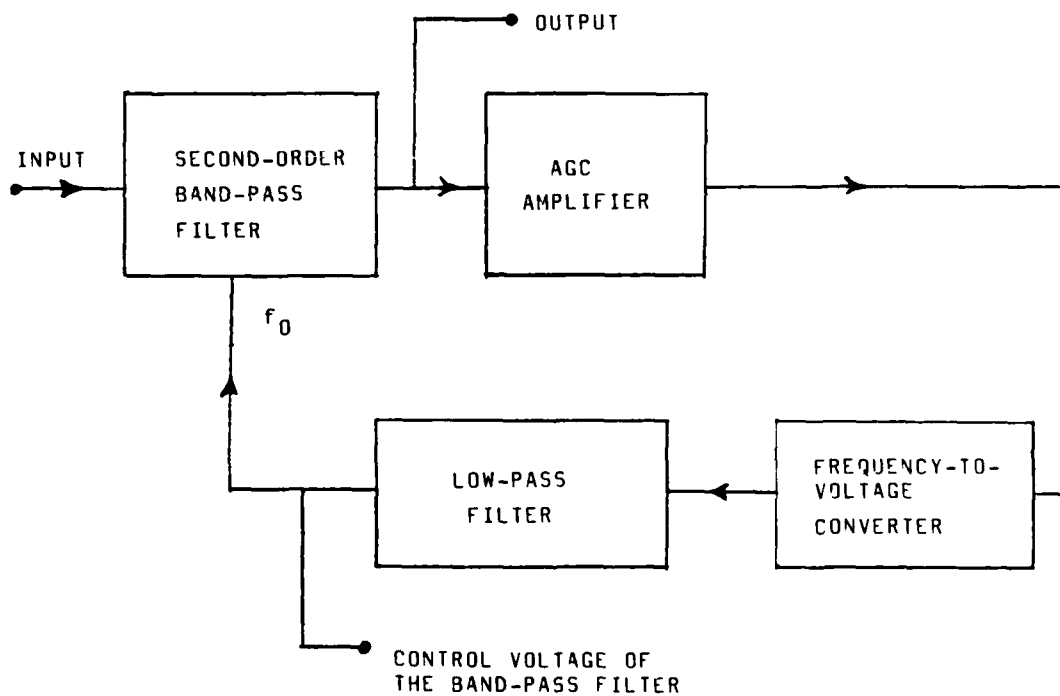 OUTPUT
INPUT
SECOND-ORDER
BAND-PASS
FILTER
AGC
AMPLIFIER
f0
LOW-PASS
FILTER
FREQUENCY-TO-
VOLTAGE
CONVERTER
CONTROL VOLTAGE OF
THE BAND-PASS FILTER